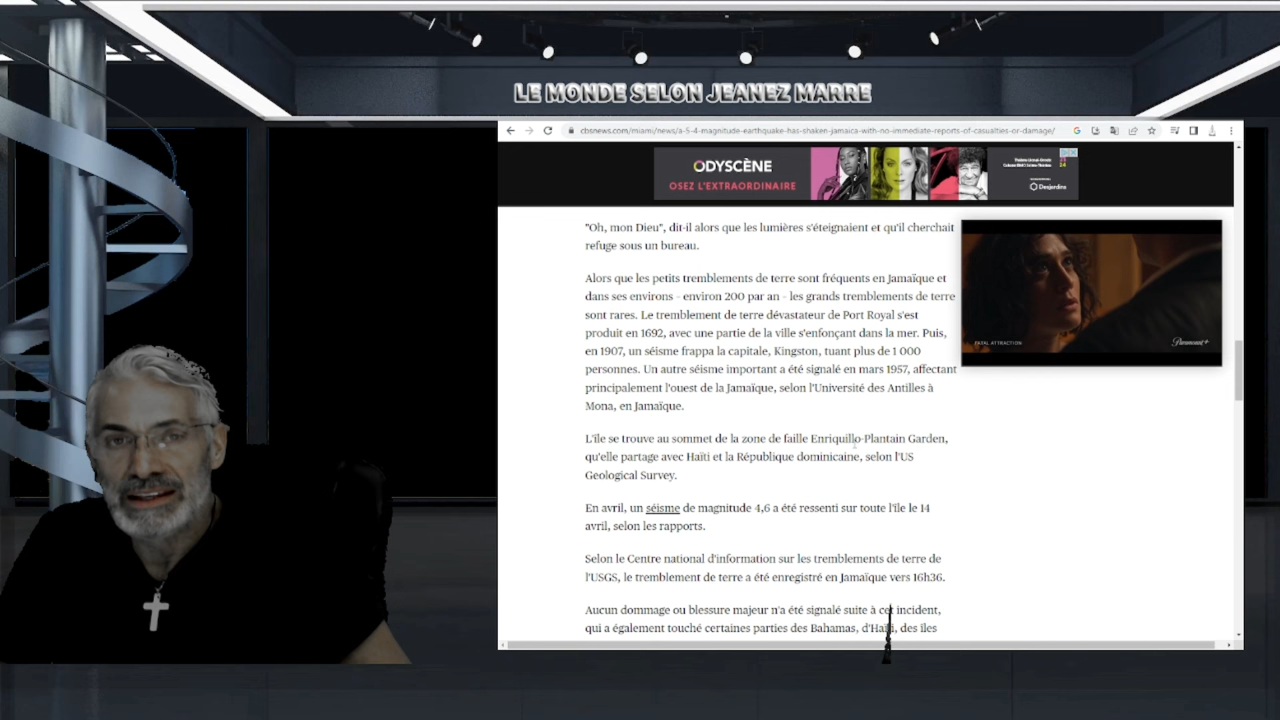 LE MONDE SELON JEANEZ MARRE
cbsnews.com/miami/news/a-5-4-magnitude-earthquake-has-shaken-jamaica-with-no-immediate-reports-of-casualties-or-damage/
ODYSCÈNE
OSEZ L'EXTRAORDINAIRE
Desjardins
"Oh, mon Dieu", dit-il alors que les lumières s'éteignaient et qu'il cherchait
refuge sous un bureau.
Alors que les petits tremblements de terre sont fréquents en Jamaïque et
dans ses environs - environ 200 par an - les grands tremblements de terre
sont rares. Le tremblement de terre dévastateur de Port Royal s'est
produit en 1692, avec une partie de la ville s'enfonçant dans la mer. Puis,
en 1907, un séisme frappa la capitale, Kingston, tuant plus de 1 000
personnes. Un autre séisme important a été signalé en mars 1957, affectant
principalement l'ouest de la Jamaïque, selon l'Université des Antilles à
Mona, en Jamaïque.
FATAL ATTRACTION
Paramount+
L'île se trouve au sommet de la zone de faille Enriquillo-Plantain Garden,
qu'elle partage avec Haïti et la République dominicaine, selon l'US
Geological Survey.
En avril, un séisme de magnitude 4,6 a été ressenti sur toute l'île le 14
avril, selon les rapports.
Selon le Centre national d'information sur les tremblements de terre de
l'USGS, le tremblement de terre a été enregistré en Jamaïque vers 16h36.
Aucun dommage ou blessure majeur n'a été signalé suite à cet incident,
qui a également touché certaines parties des Bahamas, d'Haïti, des îles